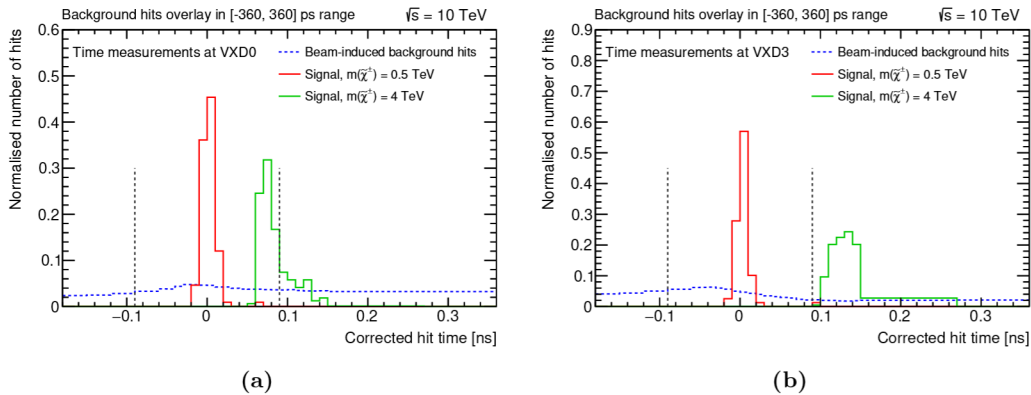 Background hits overlay in [-360, 360] ps range √s = 10 TeV
Time measurements at VXD0
Beam-induced background hits
Signal, m(χ̃±) = 0.5 TeV
Signal, m(χ̃±) = 4 TeV
Normalised number of hits
0.6
0.5
0.4
0.3
0.2
0.1
0
−0.1 0 0.1 0.2 0.3
Corrected hit time [ns]
(a)
Background hits overlay in [-360, 360] ps range √s = 10 TeV
Time measurements at VXD3
Beam-induced background hits
Signal, m(χ̃±) = 0.5 TeV
Signal, m(χ̃±) = 4 TeV
Normalised number of hits
0.9
0.8
0.7
0.6
0.5
0.4
0.3
0.2
0.1
0
−0.1 0 0.1 0.2 0.3
Corrected hit time [ns]
(b)